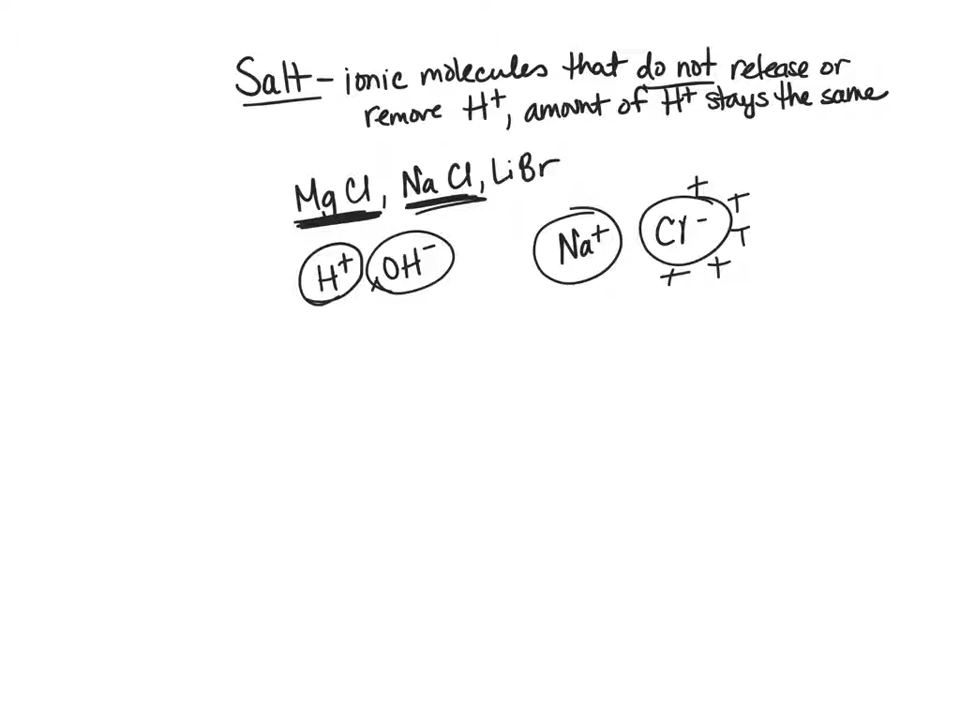 Salt - ionic molecules that do not release or
remove H+, amount of H+ stays the same
MgCl, NaCl, LiBr
H+ OH-
Na+ Cl-
+ + + + +